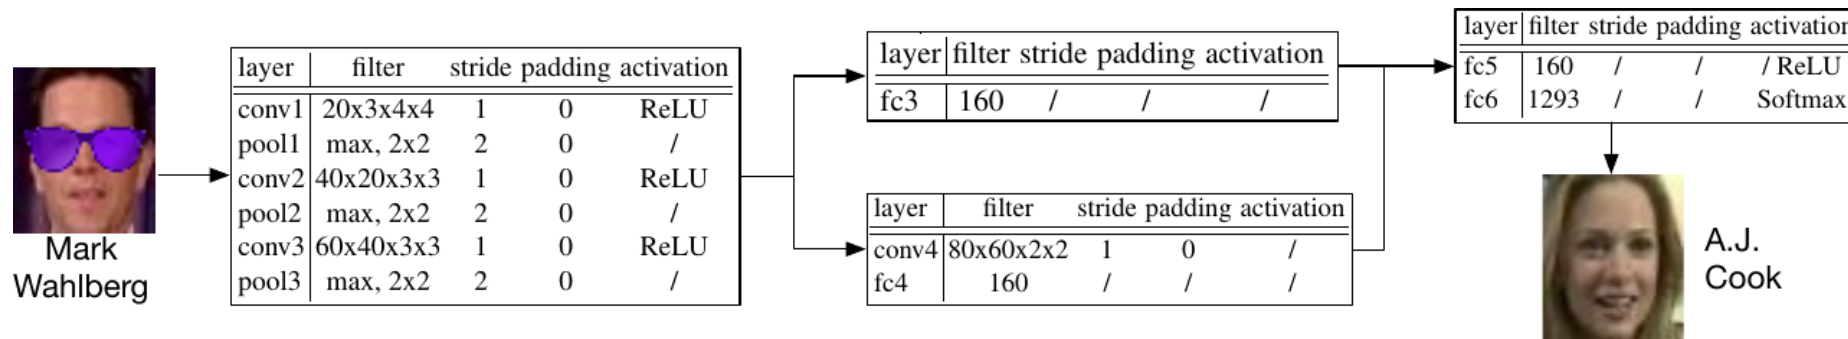 Mark
Wahlberg
layer filter stride padding activation
conv1 20x3x4x4 1 0 ReLU
pool1 max, 2x2 2 0 /
conv2 40x20x3x3 1 0 ReLU
pool2 max, 2x2 2 0 /
conv3 60x40x3x3 1 0 ReLU
pool3 max, 2x2 2 0 /
layer filter stride padding activation
fc3 160 / / /
layer filter stride padding activation
conv4 80x60x2x2 1 0 /
fc4 160 / / /
layer filter stride padding activation
fc5 160 / / / ReLU
fc6 1293 / / Softmax
A.J.
Cook